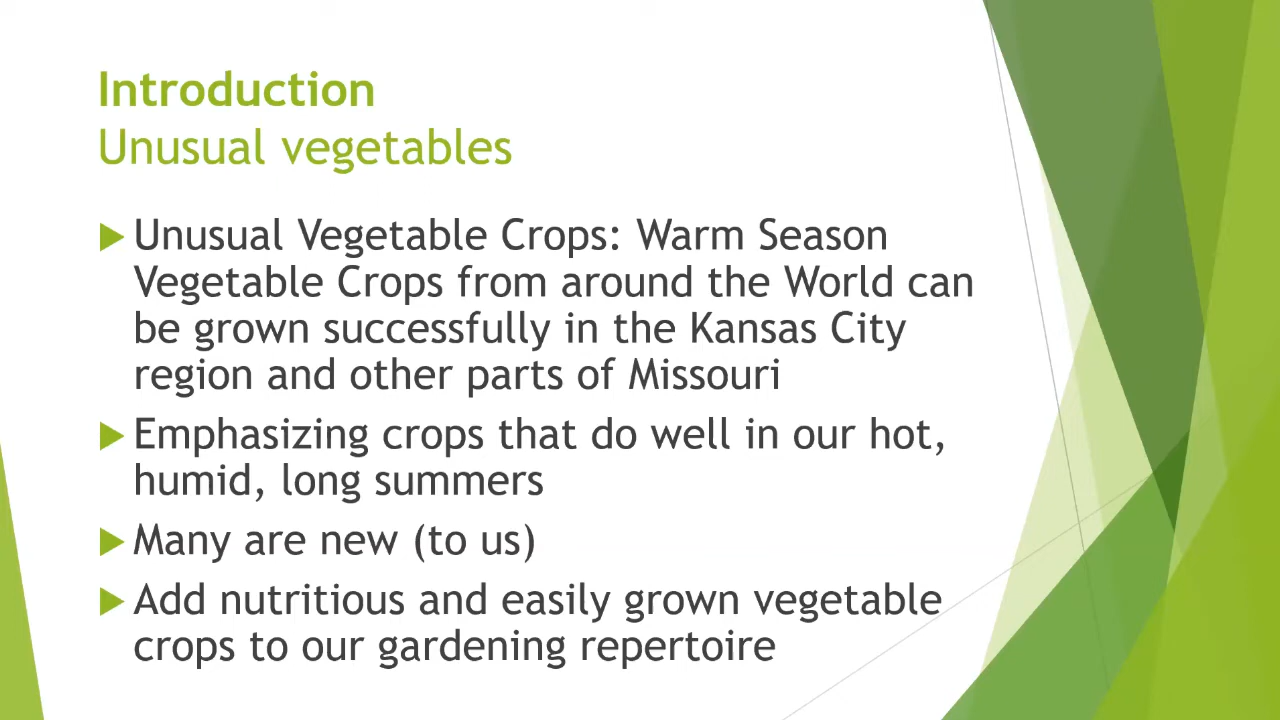 Introduction
Unusual vegetables
Unusual Vegetable Crops: Warm Season
Vegetable Crops from around the World can
be grown successfully in the Kansas City
region and other parts of Missouri
Emphasizing crops that do well in our hot,
humid, long summers
Many are new (to us)
Add nutritious and easily grown vegetable
crops to our gardening repertoire